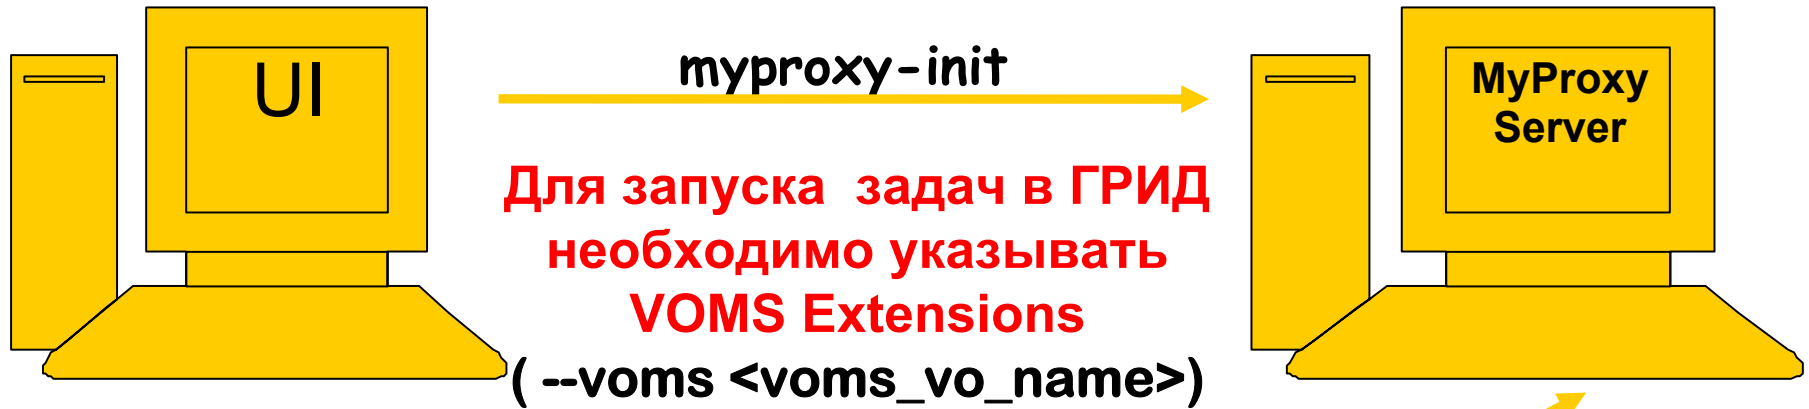 UI
myproxy-init
MyProxy
Server
Для запуска задач в ГРИД
необходимо указывать
VOMS Extensions
( --voms <voms_vo_name>)